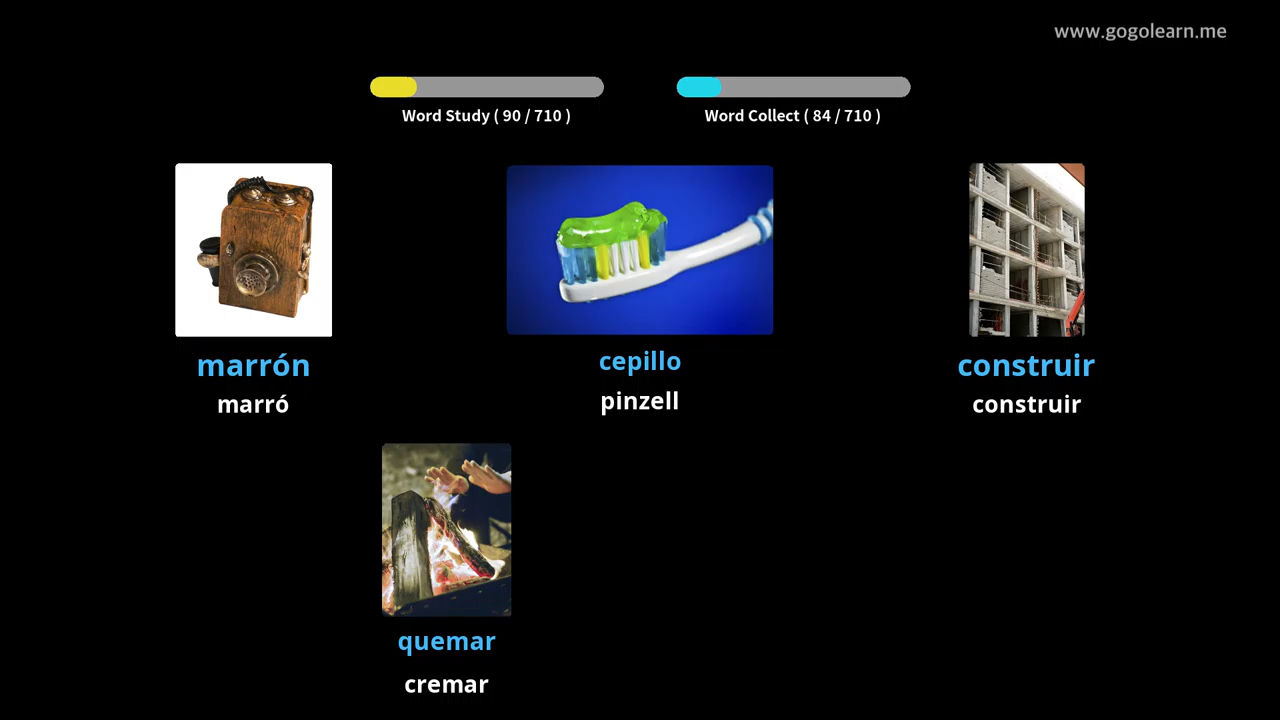 www.gogolearn.me
Word Study ( 90 / 710 )
Word Collect ( 84 / 710 )
marrón
marró
cepillo
pinzell
construir
construir
quemar
cremar